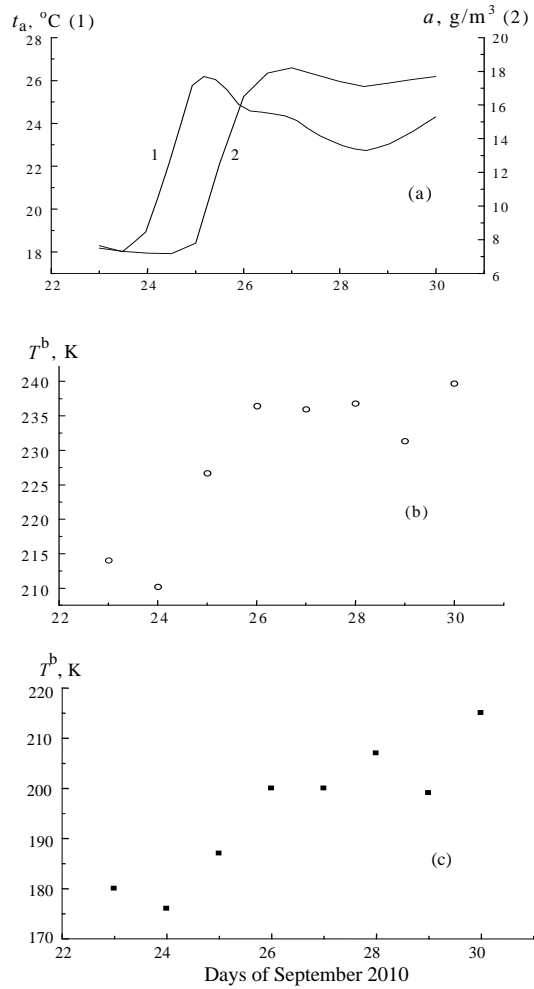 t_a, °C (1)
a, g/m³ (2)
28
26
24
22
20
18
20
18
16
14
12
10
8
6
1
2
(a)
22 24 26 28 30
T^b, K
240
235
230
225
220
215
210
(b)
22 24 26 28 30
T^b, K
220
210
200
190
180
170
(c)
22 24 26 28 30
Days of September 2010